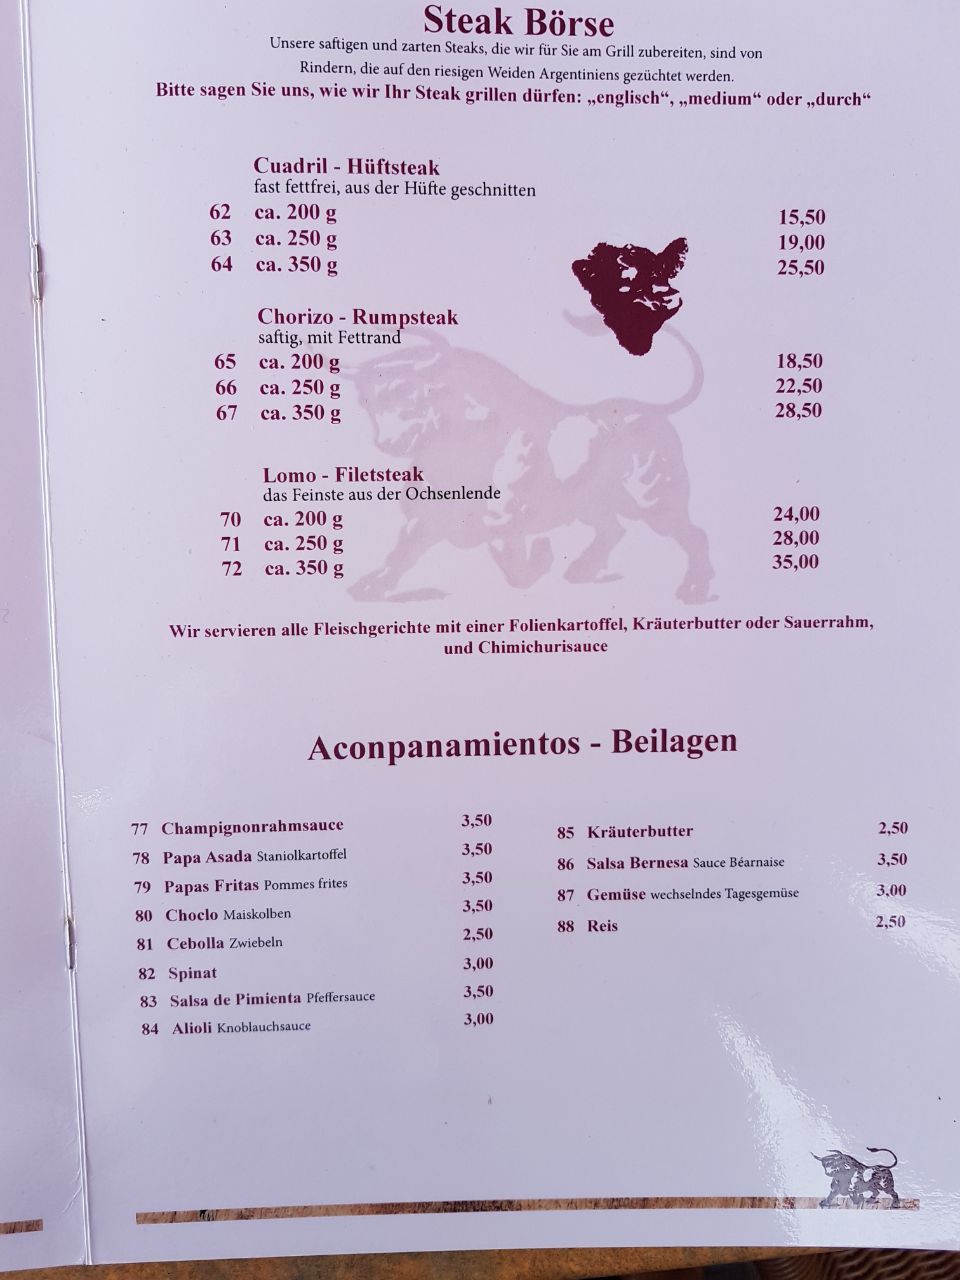 Steak Börse
Unsere saftigen und zarten Steaks, die wir für Sie am Grill zubereiten, sind von
Rindern, die auf den riesigen Weiden Argentiniens gezüchtet werden.
Bitte sagen Sie uns, wie wir Ihr Steak grillen dürfen: „englisch“, „medium“ oder „durch“
Cuadril - Hüftsteak
fast fettfrei, aus der Hüfte geschnitten
62 ca. 200 g 15,50
63 ca. 250 g 19,00
64 ca. 350 g 25,50
Chorizo - Rumpsteak
saftig, mit Fettrand
65 ca. 200 g 18,50
66 ca. 250 g 22,50
67 ca. 350 g 28,50
Lomo - Filetsteak
das Feinste aus der Ochsenlende
70 ca. 200 g 24,00
71 ca. 250 g 28,00
72 ca. 350 g 35,00
Wir servieren alle Fleischgerichte mit einer Folienkartoffel, Kräuterbutter oder Sauerrahm,
und Chimichurisauce
Aconpanamientos - Beilagen
77 Champignonrahmsauce 3,50
78 Papa Asada Staniolkartoffel 3,50
79 Papas Fritas Pommes frites 3,50
80 Choclo Maiskolben 3,50
81 Cebolla Zwiebeln 2,50
82 Spinat 3,00
83 Salsa de Pimienta Pfeffersauce 3,50
84 Alioli Knoblauchsauce 3,00
85 Kräuterbutter 2,50
86 Salsa Bernesa Sauce Béarnaise 3,50
87 Gemüse wechselndes Tagesgemüse 3,00
88 Reis 2,50